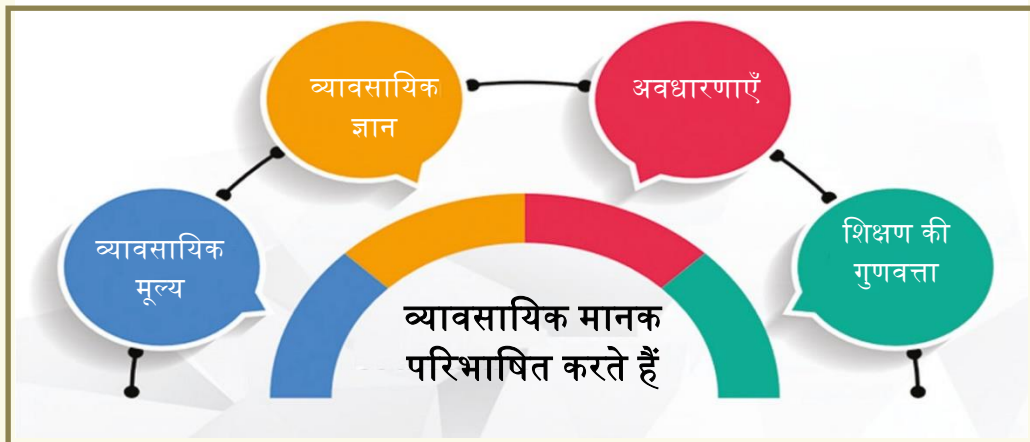 व्यावसायिक
मूल्य
व्यावसायिक
ज्ञान
अवधारणाएँ
शिक्षण की
गुणवत्ता
व्यावसायिक मानक
परिभाषित करते हैं